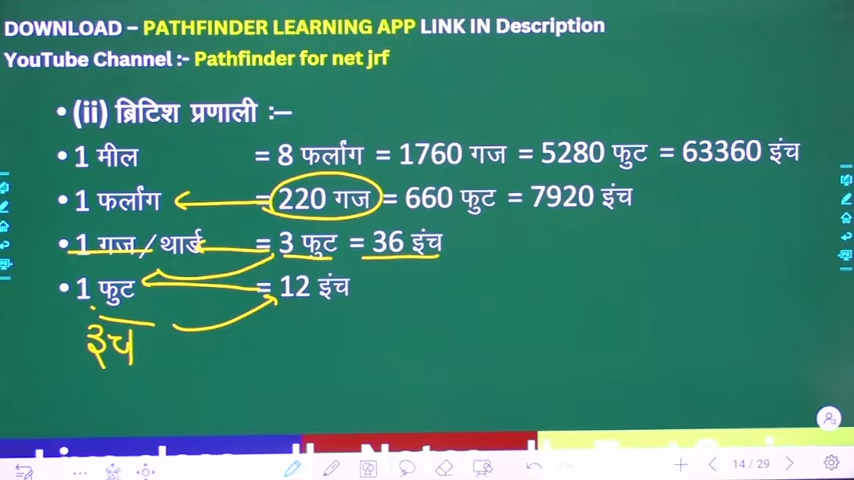 DOWNLOAD – PATHFINDER LEARNING APP LINK IN Description
YouTube Channel :- Pathfinder for net jrf
• (ii) ब्रिटिश प्रणाली :–
• 1 मील = 8 फर्लांग = 1760 गज = 5280 फुट = 63360 इंच
• 1 फर्लांग = 220 गज = 660 फुट = 7920 इंच
• 1 गज / थार्ड = 3 फुट = 36 इंच
• 1 फुट = 12 इंच
इंच
14 / 29